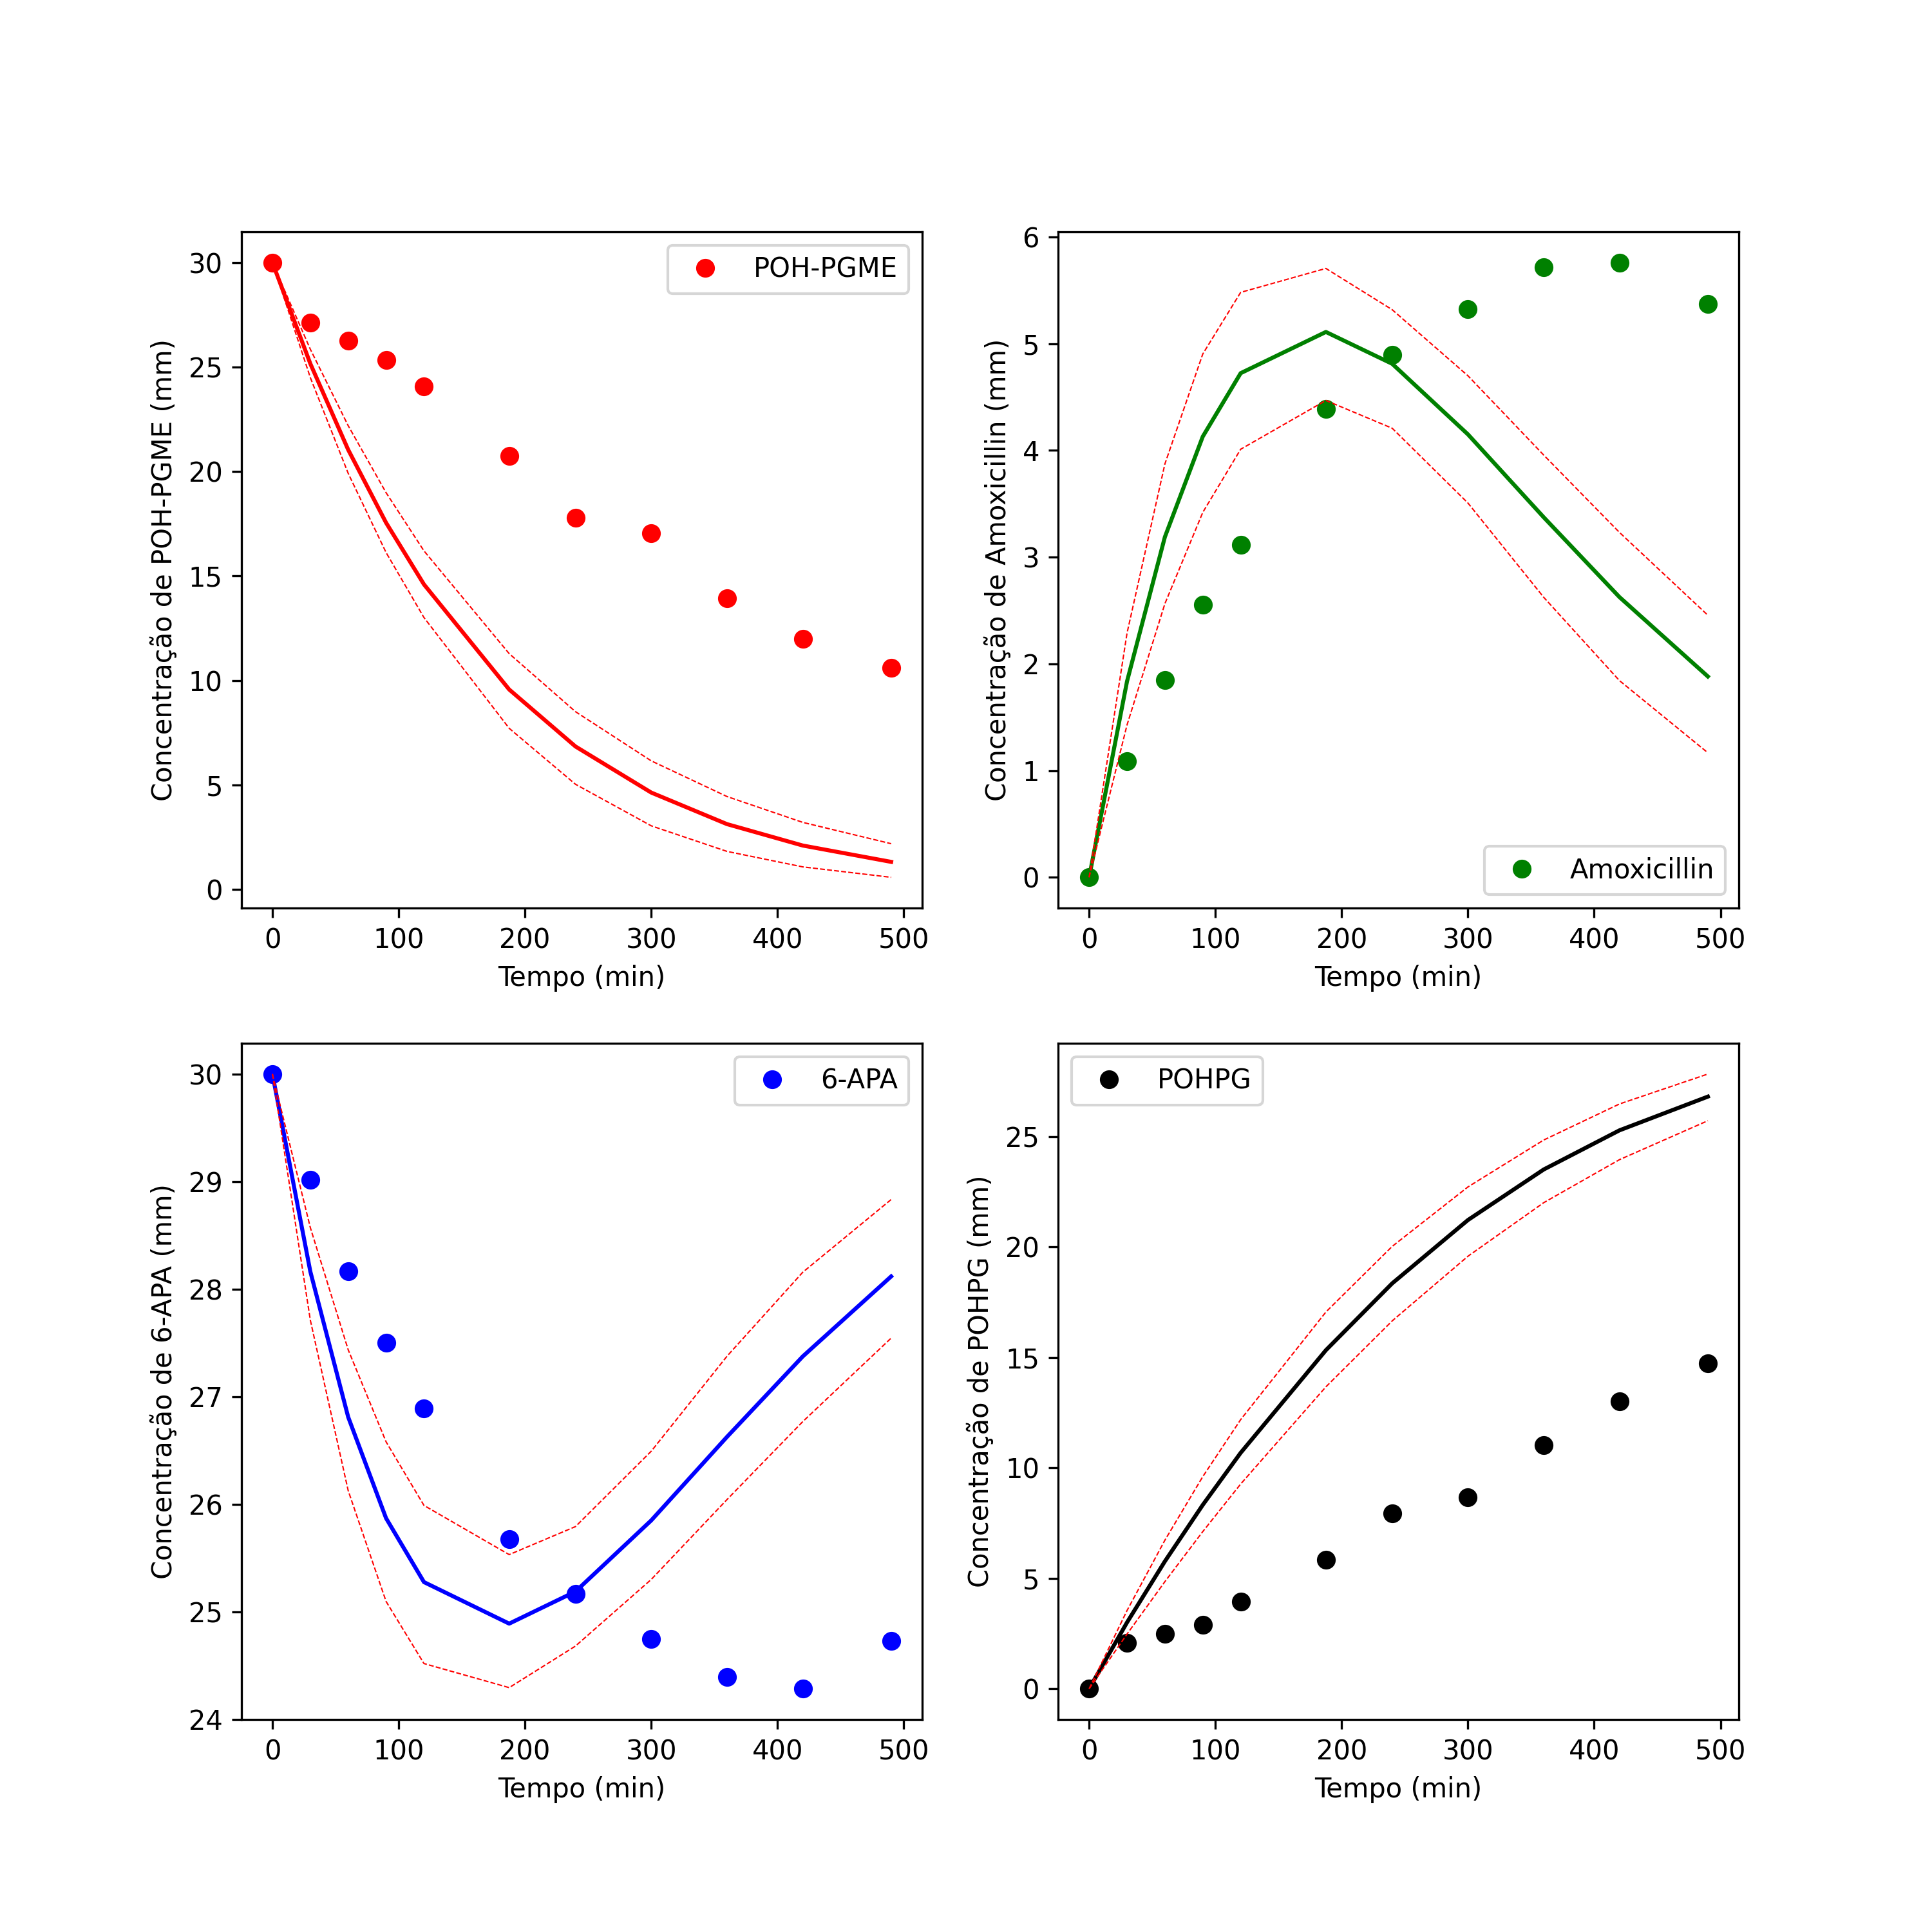 POH-PGME
Concentração de POH-PGME (mm)
30
25
20
15
10
5
0
0 100 200 300 400 500
Tempo (min)
Amoxicillin
Concentração de Amoxicillin (mm)
6
5
4
3
2
1
0
0 100 200 300 400 500
Tempo (min)
6-APA
Concentração de 6-APA (mm)
30
29
28
27
26
25
24
0 100 200 300 400 500
Tempo (min)
POHPG
Concentração de POHPG (mm)
25
20
15
10
5
0
0 100 200 300 400 500
Tempo (min)